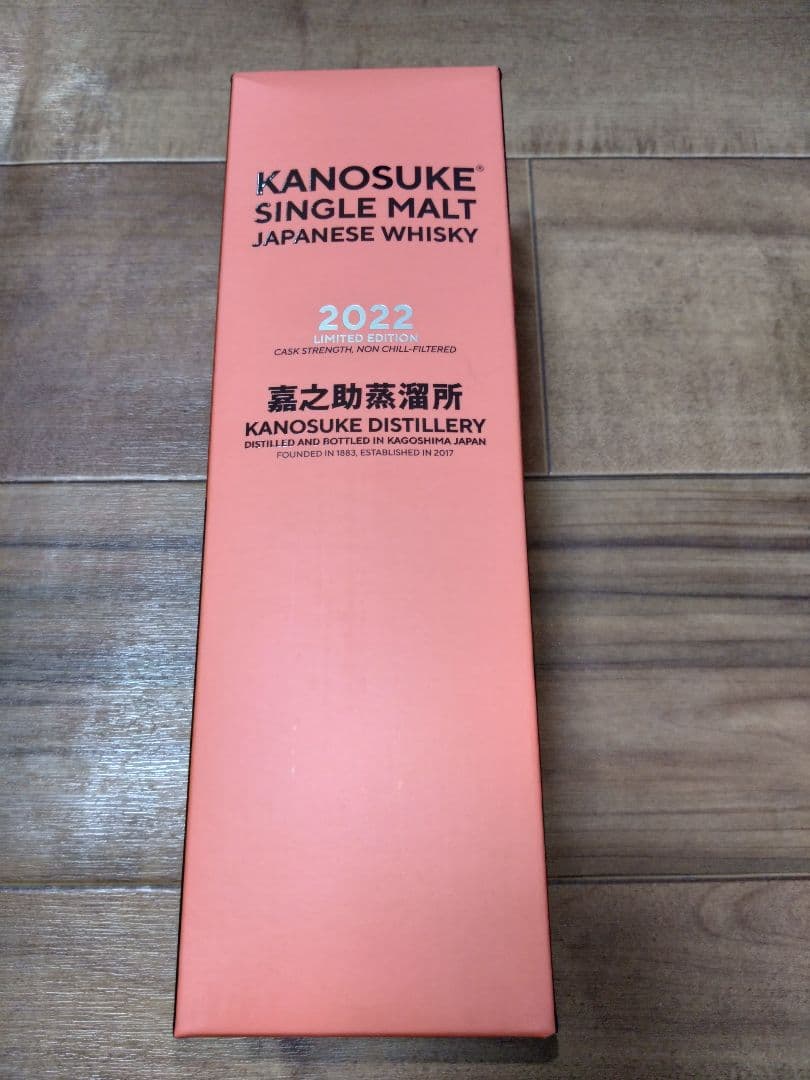 KANOSUKE®
SINGLE MALT
JAPANESE WHISKY
2022
LIMITED EDITION
CASK STRENGTH, NON CHILL-FILTERED
嘉之助蒸溜所
KANOSUKE DISTILLERY
DISTILLED AND BOTTLED IN KAGOSHIMA JAPAN
FOUNDED IN 1883, ESTABLISHED IN 2017